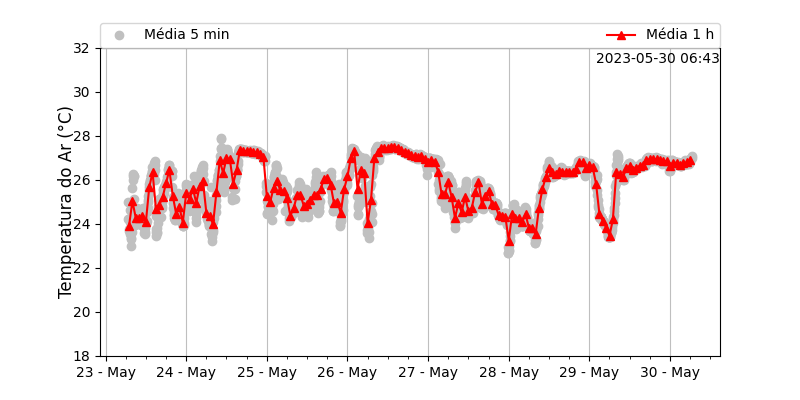 Média 5 min
Média 1 h
2023-05-30 06:43
Temperatura do Ar (°C)
32
30
28
26
24
22
20
18
23 - May
24 - May
25 - May
26 - May
27 - May
28 - May
29 - May
30 - May